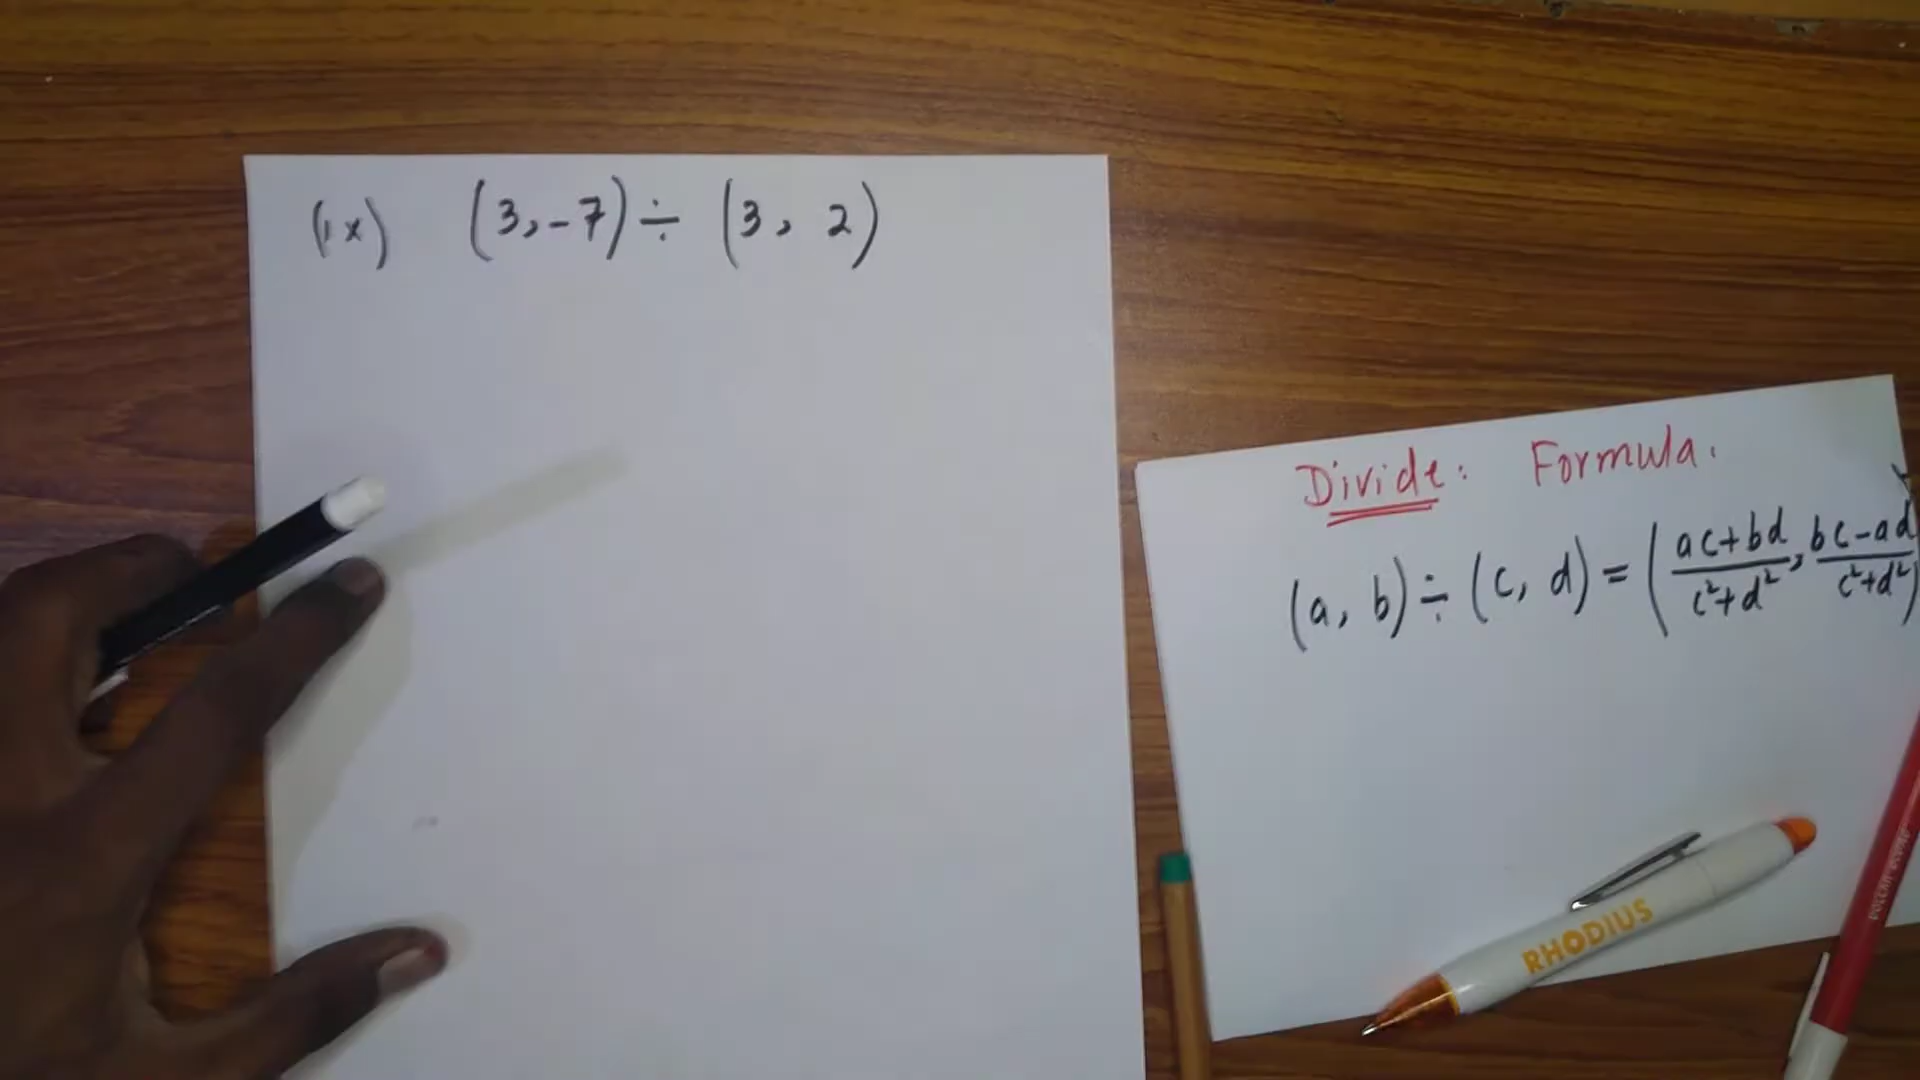 (ix) (3,-7) ÷ (3, 2)
Divide: Formula.
(a, b) ÷ (c, d) = (ac+bd/c²+d², bc-ad/c²+d²)
RHODIUS